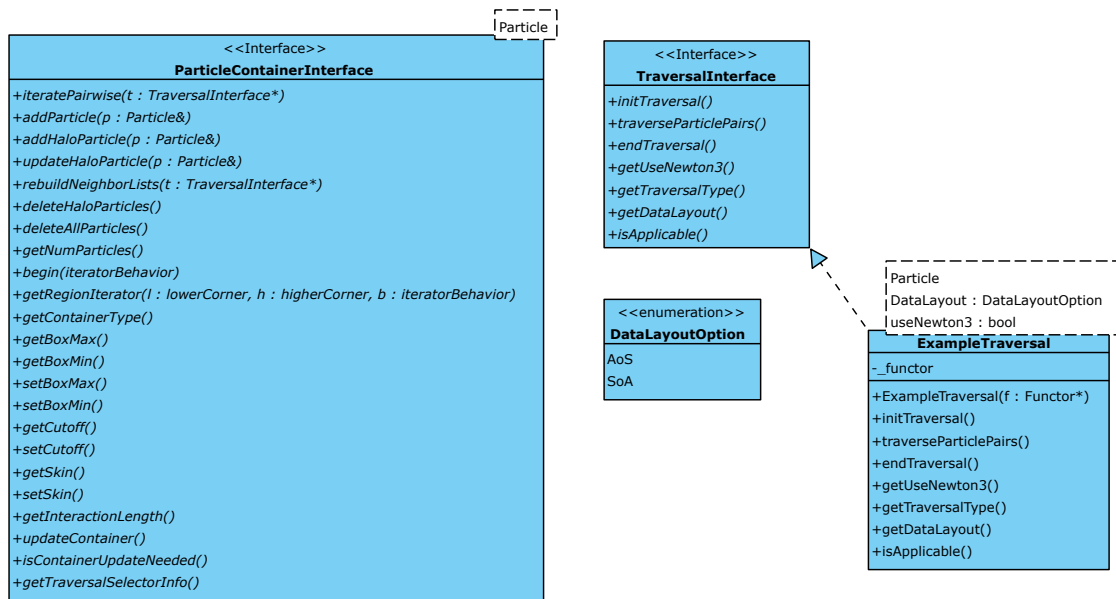 Particle
<<Interface>>
ParticleContainerInterface
+iteratePairwise(t : TraversalInterface*)
+addParticle(p : Particle&)
+addHaloParticle(p : Particle&)
+updateHaloParticle(p : Particle&)
+rebuildNeighborLists(t : TraversalInterface*)
+deleteHaloParticles()
+deleteAllParticles()
+getNumParticles()
+begin(iteratorBehavior)
+getRegionIterator(l : lowerCorner, h : higherCorner, b : iteratorBehavior)
+getContainerType()
+getBoxMax()
+getBoxMin()
+setBoxMax()
+setBoxMin()
+getCutoff()
+setCutoff()
+getSkin()
+setSkin()
+getInteractionLength()
+updateContainer()
+isContainerUpdateNeeded()
+getTraversalSelectorInfo()
<<Interface>>
TraversalInterface
+initTraversal()
+traverseParticlePairs()
+endTraversal()
+getUseNewton3()
+getTraversalType()
+getDataLayout()
+isApplicable()
<<enumeration>>
DataLayoutOption
AoS
SoA
Particle
DataLayout : DataLayoutOption
useNewton3 : bool
ExampleTraversal
-_functor
+ExampleTraversal(f : Functor*)
+initTraversal()
+traverseParticlePairs()
+endTraversal()
+getUseNewton3()
+getTraversalType()
+getDataLayout()
+isApplicable()